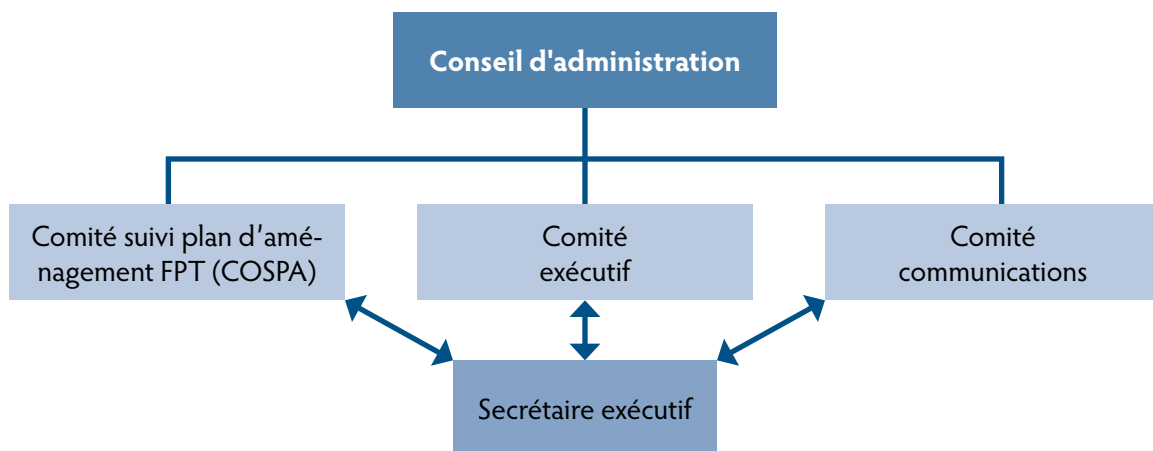 Conseil d'administration
Comité suivi plan d'amé-
nagement FPT (COSPA)
Comité
exécutif
Comité
communications
Secrétaire exécutif